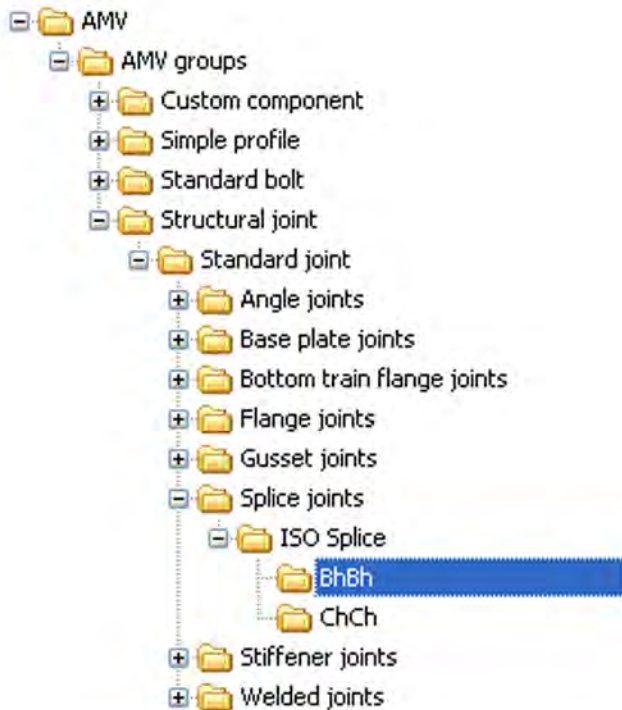 AMV
AMV groups
Custom component
Simple profile
Standard bolt
Structural joint
Standard joint
Angle joints
Base plate joints
Bottom train flange joints
Flange joints
Gusset joints
Splice joints
ISO Splice
BhBh
ChCh
Stiffener joints
Welded joints